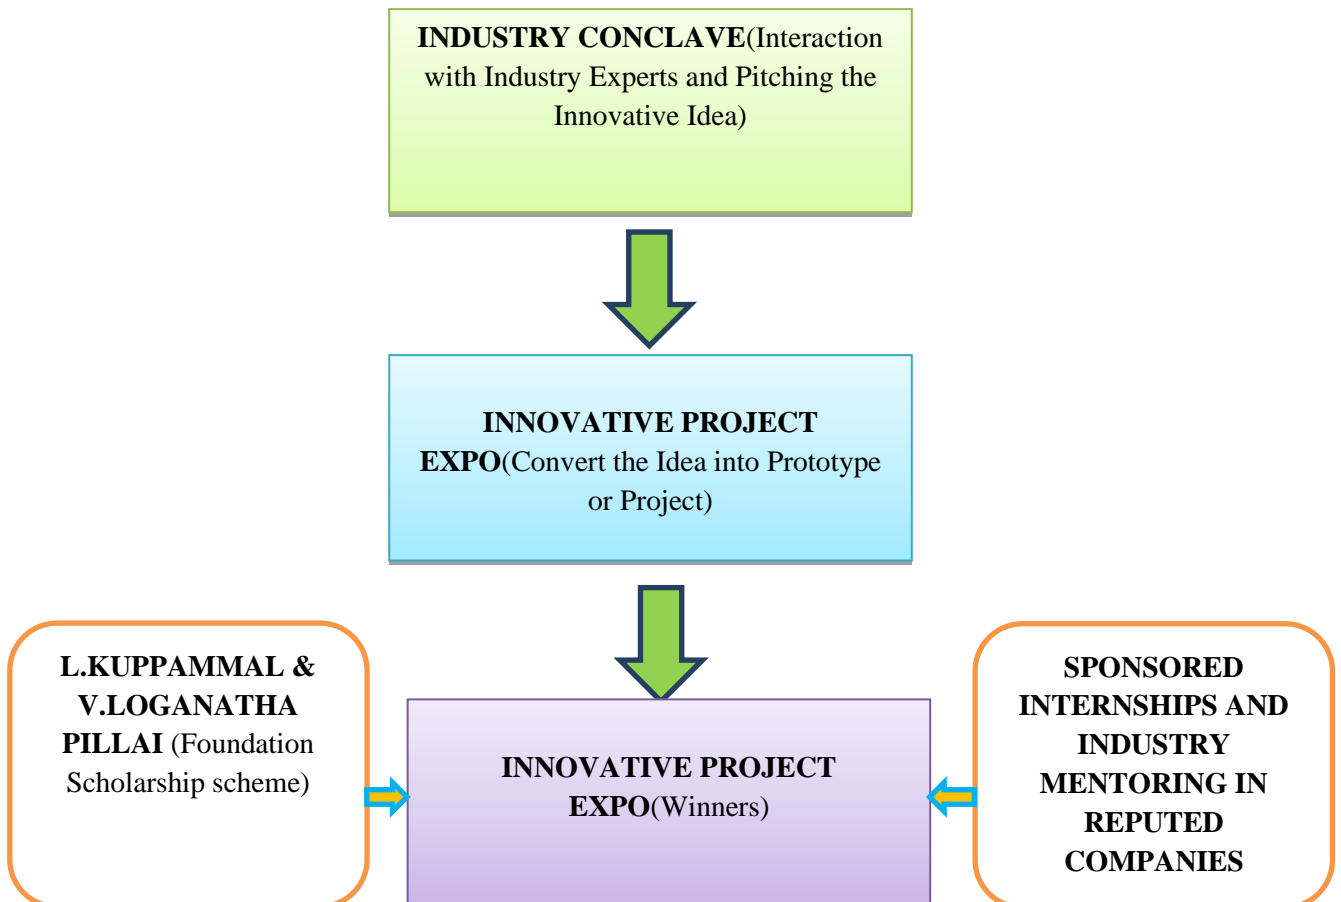 INDUSTRY CONCLAVE(Interaction
with Industry Experts and Pitching the
Innovative Idea)
INNOVATIVE PROJECT
EXPO(Convert the Idea into Prototype
or Project)
L.KUPPAMMAL &
V.LOGANATHA
PILLAI (Foundation
Scholarship scheme)
INNOVATIVE PROJECT
EXPO(Winners)
SPONSORED
INTERNSHIPS AND
INDUSTRY
MENTORING IN
REPUTED
COMPANIES